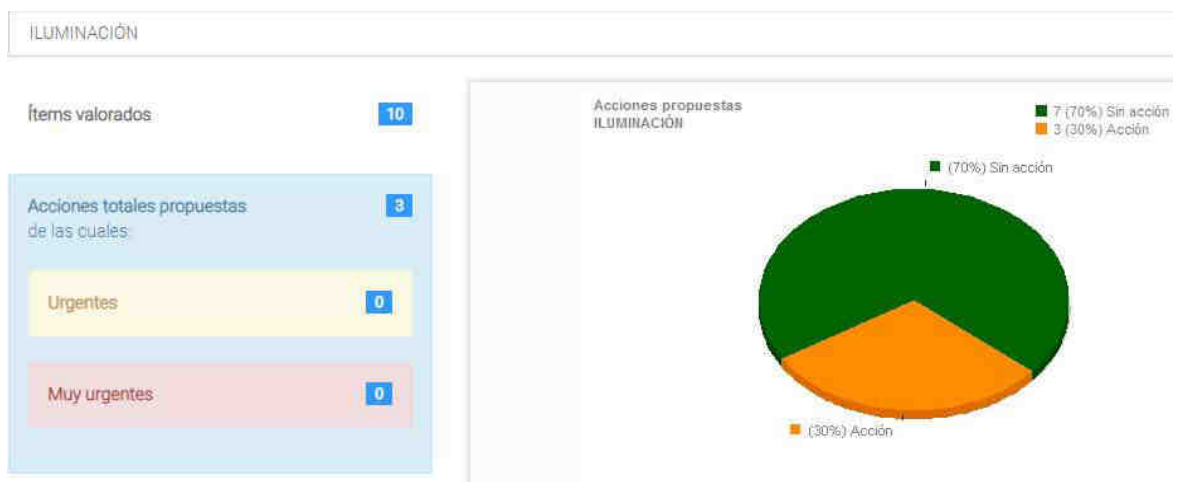 ILUMINACIÓN
Ítems valorados
10
Acciones totales propuestas
3
de las cuales:
Urgentes
0
Muy urgentes
0
Acciones propuestas
ILUMINACIÓN
7 (70%) Sin acción
3 (30%) Acción
(70%) Sin acción
(30%) Acción